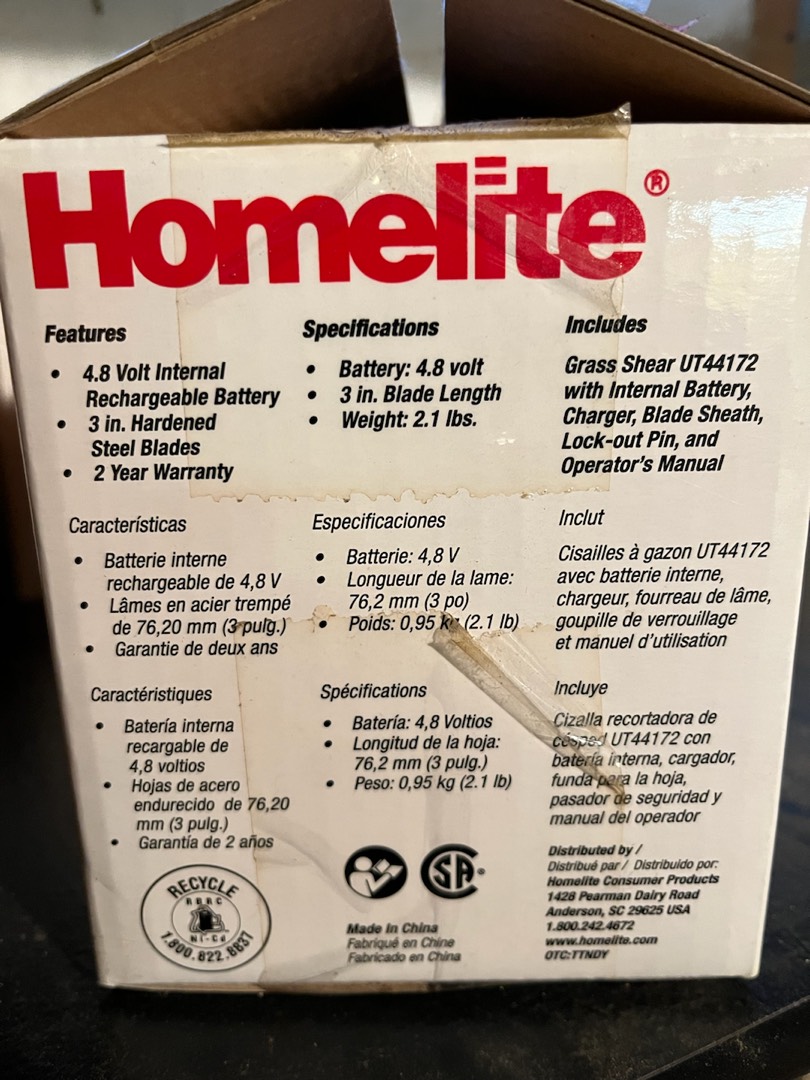 Homelite®
Features
• 4.8 Volt Internal
Rechargeable Battery
• 3 in. Hardened
Steel Blades
• 2 Year Warranty
Specifications
• Battery: 4.8 volt
• 3 in. Blade Length
• Weight: 2.1 lbs.
Includes
Grass Shear UT44172
with Internal Battery,
Charger, Blade Sheath,
Lock-out Pin, and
Operator's Manual
Características
• Batterie interne
rechargeable de 4,8 V
• Lâmes en acier trempé
de 76,20 mm (3 pulg.)
• Garantie de deux ans
Especificaciones
• Batterie: 4,8 V
• Longueur de la lame:
76,2 mm (3 po)
• Poids: 0,95 kg (2.1 lb)
Inclut
Cisailles à gazon UT44172
avec batterie interne,
chargeur, fourreau de lâme,
goupille de verrouillage
et manuel d'utilisation
Caractéristiques
• Batería interna
recargable de
4,8 voltios
• Hojas de acero
endurecido de 76,20
mm (3 pulg.)
• Garantía de 2 años
Spécifications
• Batería: 4,8 Voltios
• Longitud de la hoja:
76,2 mm (3 pulg.)
• Peso: 0,95 kg (2.1 lb)
Incluye
Cizalla recortadora de
césped UT44172 con
batería interna, cargador,
funda para la hoja,
pasador de seguridad y
manual del operador
RECYCLE
RBRC
Ni-Cd
1.800.822.8837
SA®
Made in China
Fabriqué en Chine
Fabricado en China
Distributed by /
Distribué par / Distribuido por:
Homelite Consumer Products
1428 Pearman Dairy Road
Anderson, SC 29625 USA
1.800.242.4672
www.homelite.com
OTC:TTNDY